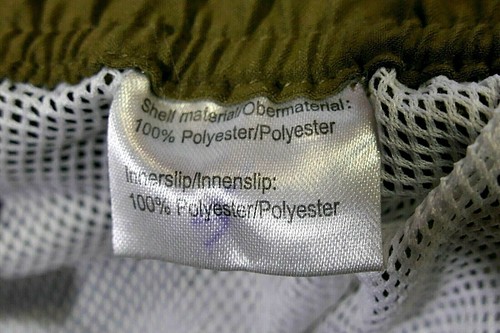 Shell material/Obermaterial:
100% Polyester/Polyester
Innerslip/Innenslip:
100% Polyester/Polyester